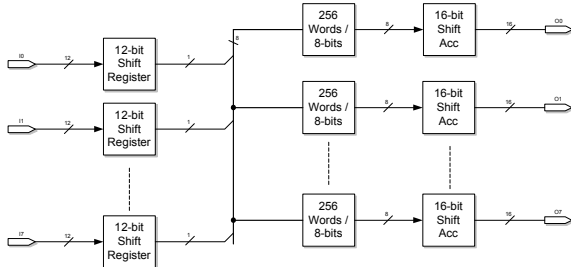 I0
12
12-bit
Shift
Register
1
8
256
Words /
8-bits
8
16-bit
Shift
Acc
16
O0
I1
12
12-bit
Shift
Register
1
256
Words /
8-bits
8
16-bit
Shift
Acc
16
O1
I7
12
12-bit
Shift
Register
1
256
Words /
8-bits
8
16-bit
Shift
Acc
16
O7